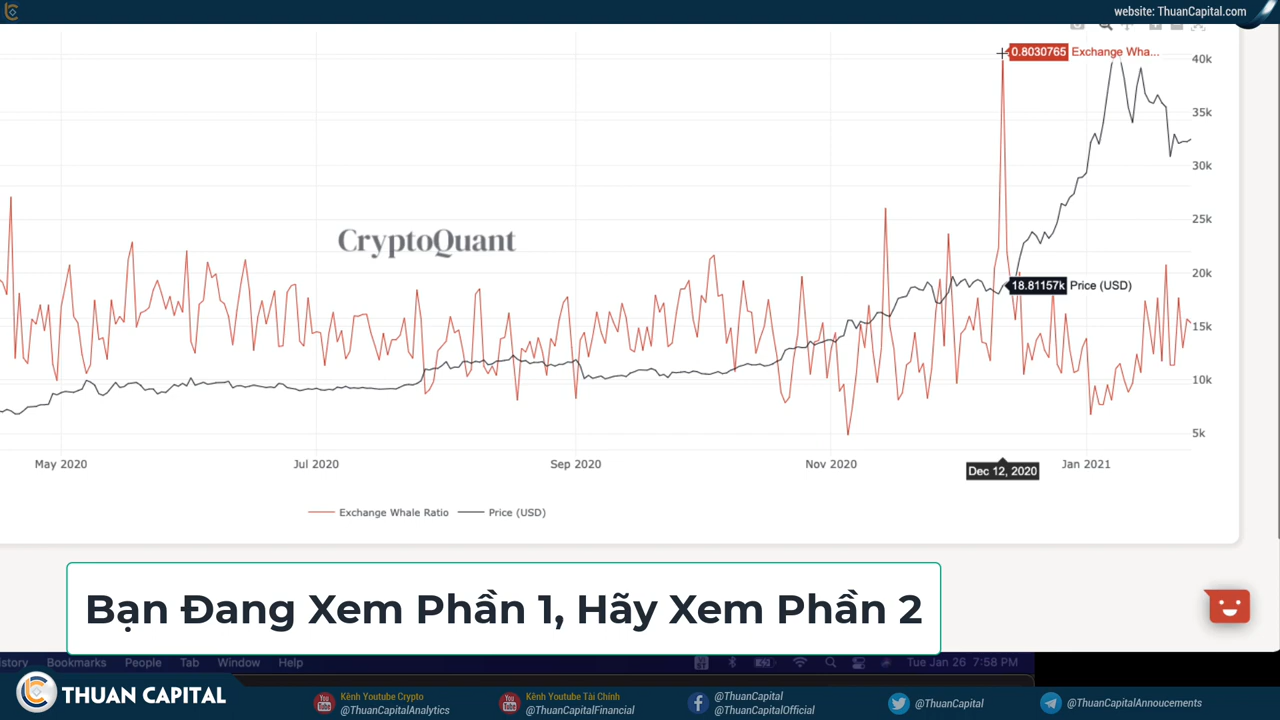 website: ThuanCapital.com
0.8030765 Exchange Wha...
40k
35k
30k
25k
CryptoQuant
20k
18.81157k Price (USD)
15k
10k
5k
May 2020
Jul 2020
Sep 2020
Nov 2020
Dec 12, 2020
Jan 2021
Exchange Whale Ratio
Price (USD)
Bạn Đang Xem Phần 1, Hãy Xem Phần 2
Bookmarks People Tab Window Help
Tue Jan 26 7:58 PM
THUAN CAPITAL
Kênh Youtube Crypto
@ThuanCapitalAnalytics
Kênh Youtube Tài Chính
@ThuanCapitalFinancial
@ThuanCapital
@ThuanCapitalOfficial
@ThuanCapital
@ThuanCapitalAnnoucements